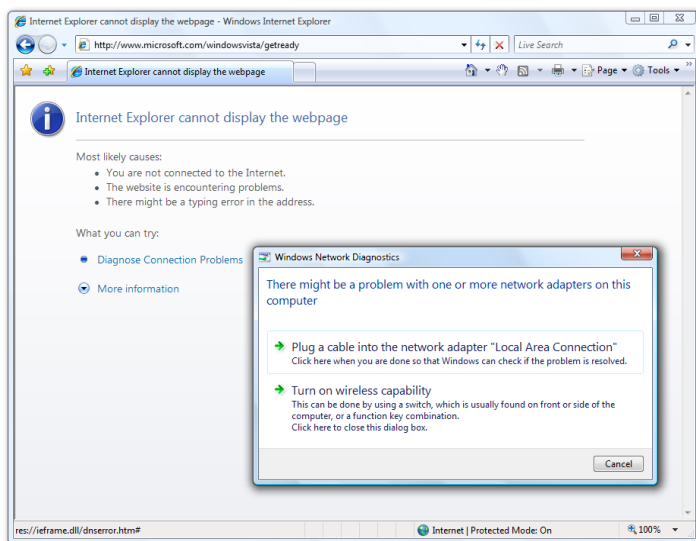 Internet Explorer cannot display the webpage - Windows Internet Explorer
http://www.microsoft.com/windowsvista/getready
Live Search
Internet Explorer cannot display the webpage
Page
Tools
Internet Explorer cannot display the webpage
Most likely causes:
You are not connected to the Internet.
The website is encountering problems.
There might be a typing error in the address.
What you can try:
Diagnose Connection Problems
More information
Windows Network Diagnostics
There might be a problem with one or more network adapters on this
computer
Plug a cable into the network adapter "Local Area Connection"
Click here when you are done so that Windows can check if the problem is resolved.
Turn on wireless capability
This can be done by using a switch, which is usually found on front or side of the
computer, or a function key combination.
Click here to close this dialog box.
Cancel
res://ieframe.dll/dnserror.htm#
Internet | Protected Mode: On
100%